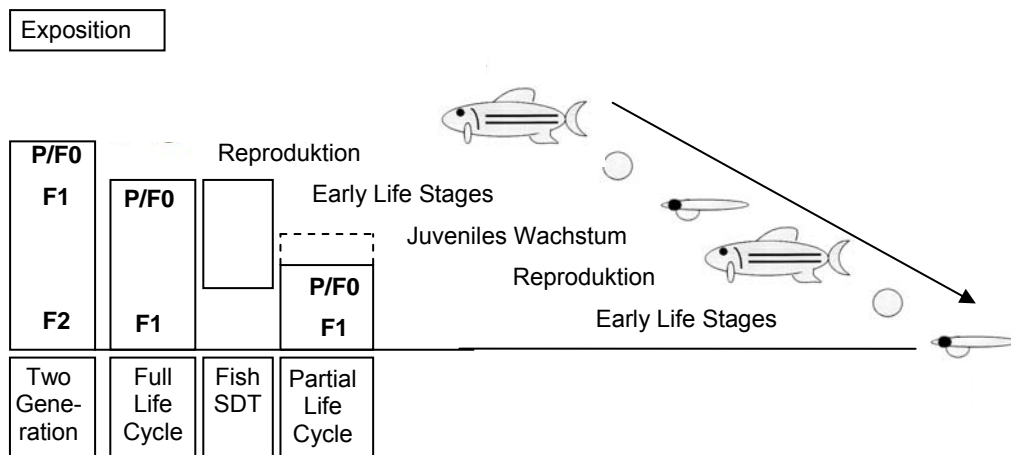 Exposition
P/F0 Reproduktion
F1 P/F0 Early Life Stages
Juveniles Wachstum
P/F0 Reproduktion
F2 F1 F1 Early Life Stages
Two Full Fish Partial
Gene- Life SDT Life
ration Cycle Cycle